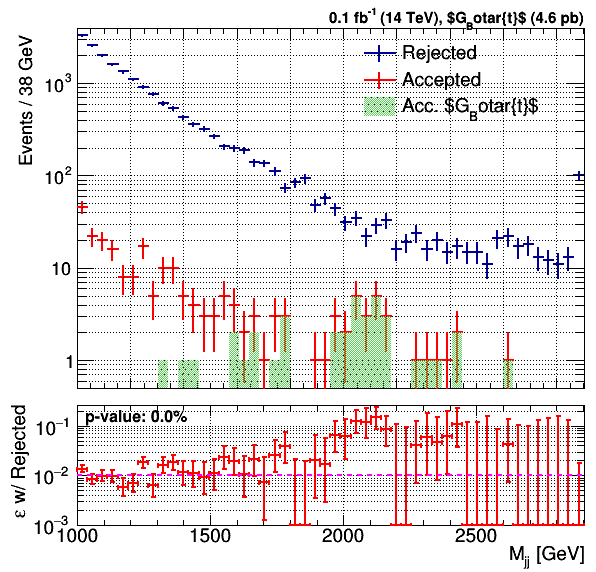 0.1 fb⁻¹ (14 TeV), $G_Botar{t}$ (4.6 pb)
Events / 38 GeV
10³
10²
10
1
Rejected
Accepted
Acc. $G_Botar{t}$
p-value: 0.0%
ε w/ Rejected
10⁻¹
10⁻²
10⁻³
1000 1500 2000 2500
M_jj [GeV]